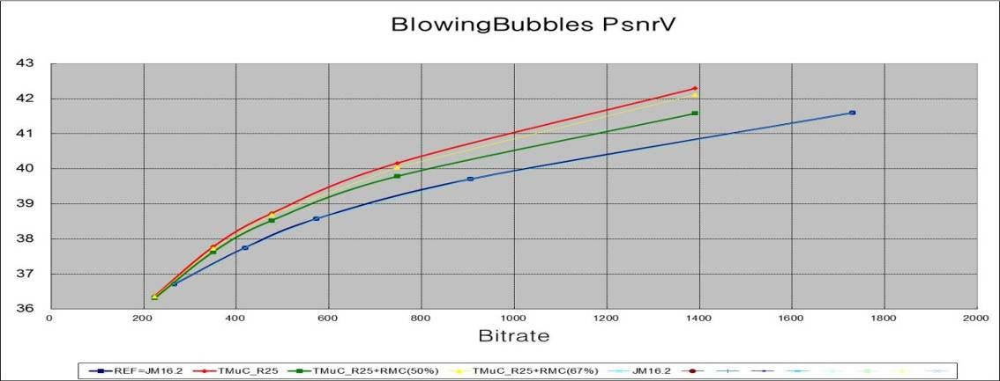 BlowingBubbles PsnrV
43
42
41
40
39
38
37
36
0 200 400 600 800 1000 1200 1400 1600 1800 2000
Bitrate
REF=JM16.2 TMuC_R25 TMuC_R25+RMC(50%) TMuC_R25+RMC(67%) JM16.2